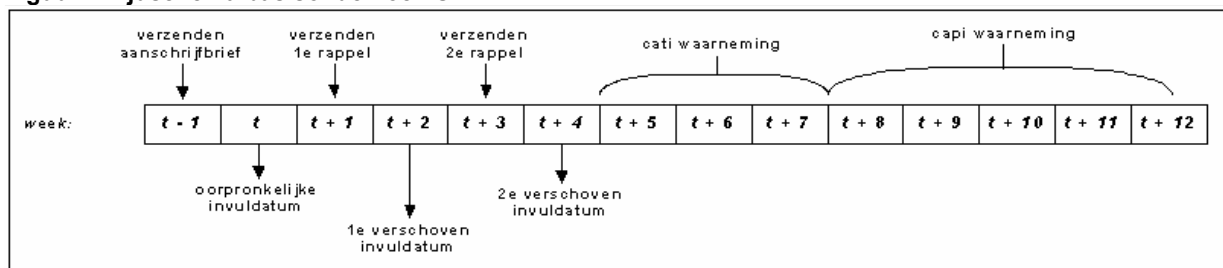 verzenden
aanschrijfbrief
verzenden
1e rappel
verzenden
2e rappel
cati waarneming
capi waarneming
week:
t - 1 t t + 1 t + 2 t + 3 t + 4 t + 5 t + 6 t + 7 t + 8 t + 9 t + 10 t + 11 t + 12
oorpronkelijke
invuldatum
1e verschoven
invuldatum
2e verschoven
invuldatum